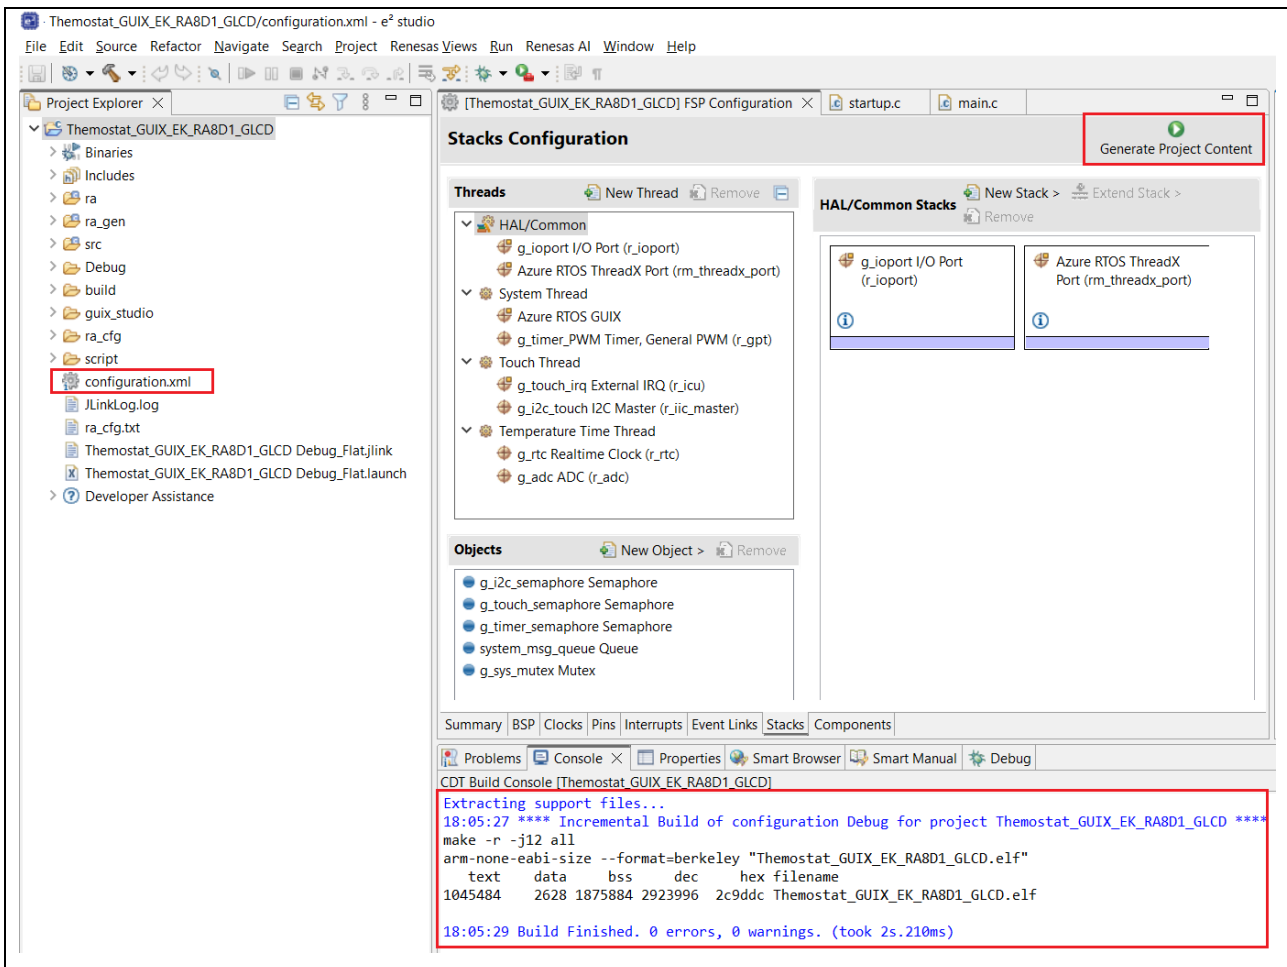 Themostat_GUIX_EK_RA8D1_GLCD/configuration.xml - e² studio
File Edit Source Refactor Navigate Search Project Renesas Views Run Renesas AI Window Help
Project Explorer
Themostat_GUIX_EK_RA8D1_GLCD
Binaries
Includes
ra
ra_gen
src
Debug
build
guix_studio
ra_cfg
script
configuration.xml
JLinkLog.log
ra_cfg.txt
Themostat_GUIX_EK_RA8D1_GLCD Debug_Flat.jlink
Themostat_GUIX_EK_RA8D1_GLCD Debug_Flat.launch
Developer Assistance
[Themostat_GUIX_EK_RA8D1_GLCD] FSP Configuration startup.c main.c
Stacks Configuration
Generate Project Content
Threads New Thread Remove
HAL/Common
g_ioport I/O Port (r_ioport)
Azure RTOS ThreadX Port (rm_threadx_port)
System Thread
Azure RTOS GUIX
g_timer_PWM Timer, General PWM (r_gpt)
Touch Thread
g_touch_irq External IRQ (r_icu)
g_i2c_touch I2C Master (r_iic_master)
Temperature Time Thread
g_rtc Realtime Clock (r_rtc)
g_adc ADC (r_adc)
HAL/Common Stacks New Stack > Extend Stack >
Remove
g_ioport I/O Port
(r_ioport)
Azure RTOS ThreadX
Port (rm_threadx_port)
Objects New Object > Remove
g_i2c_semaphore Semaphore
g_touch_semaphore Semaphore
g_timer_semaphore Semaphore
system_msg_queue Queue
g_sys_mutex Mutex
Summary BSP Clocks Pins Interrupts Event Links Stacks Components
Problems Console Properties Smart Browser Smart Manual Debug
CDT Build Console [Themostat_GUIX_EK_RA8D1_GLCD]
Extracting support files...
18:05:27 **** Incremental Build of configuration Debug for project Themostat_GUIX_EK_RA8D1_GLCD ****
make -r -j12 all
arm-none-eabi-size --format=berkeley "Themostat_GUIX_EK_RA8D1_GLCD.elf"
text data bss dec hex filename
1045484 2628 1875884 2923996 2c9ddc Themostat_GUIX_EK_RA8D1_GLCD.elf
18:05:29 Build Finished. 0 errors, 0 warnings. (took 2s.210ms)